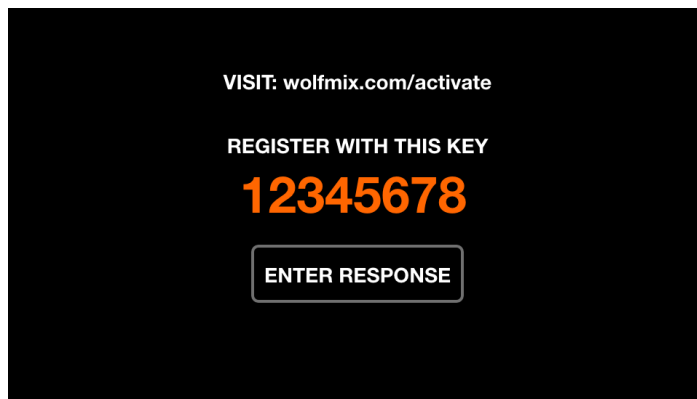 VISIT: wolfmix.com/activate
REGISTER WITH THIS KEY
12345678
ENTER RESPONSE